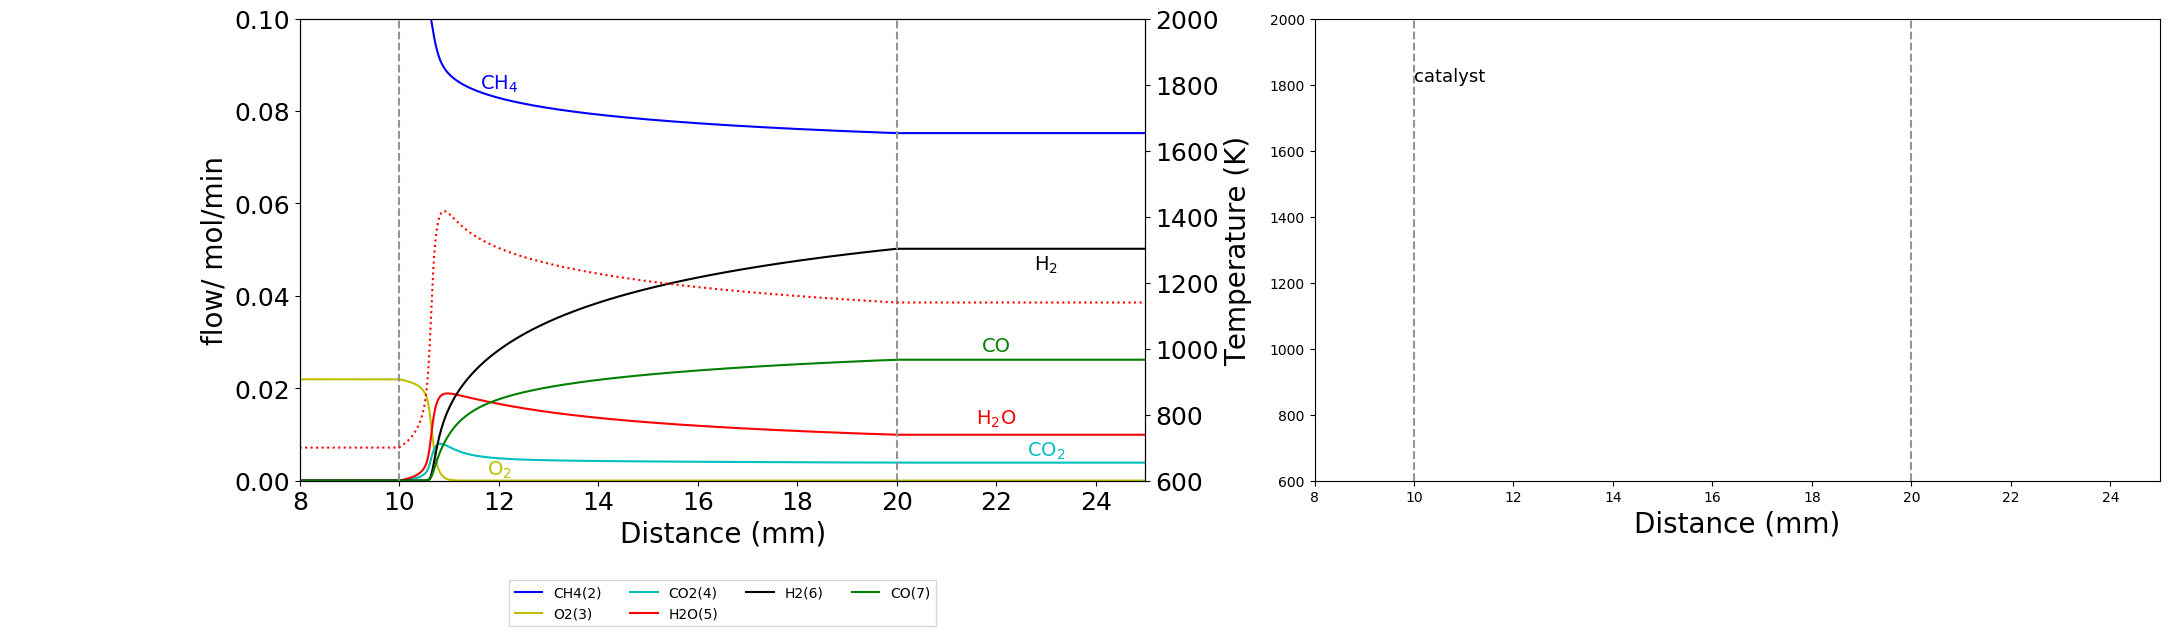 0.10
0.08
0.06
0.04
0.02
0.00
flow/ mol/min
8 10 12 14 16 18 20 22 24
Distance (mm)
2000
1800
1600
1400
1200
1000
800
600
Temperature (K)
CH₄
H₂
CO
H₂O
CO₂
O₂
CH4(2) CO2(4) H2(6) CO(7)
O2(3) H2O(5)
2000
1800
1600
1400
1200
1000
800
600
catalyst
8 10 12 14 16 18 20 22 24
Distance (mm)